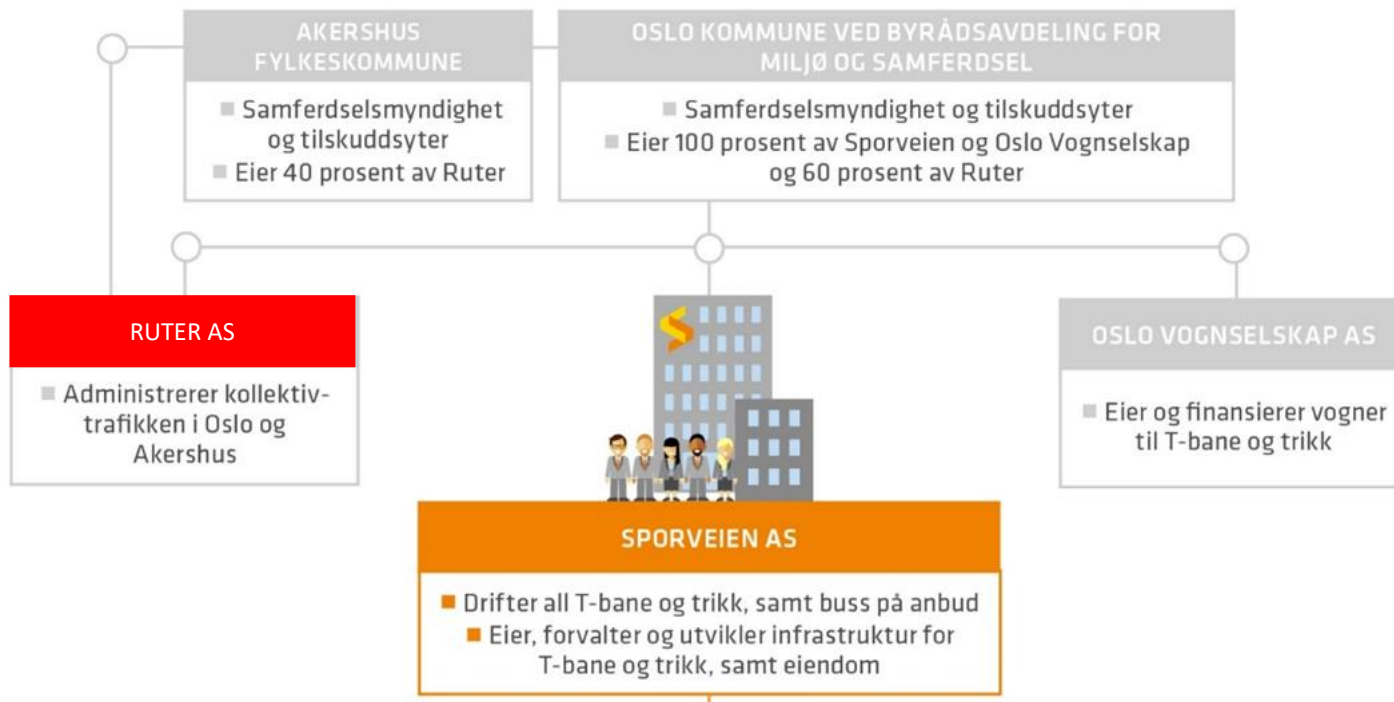 AKERSHUS
FYLKESKOMMUNE
Samferdselsmyndighet
og tilskuddsyter
Eier 40 prosent av Ruter
OSLO KOMMUNE VED BYRÅDSAVDELING FOR
MILJØ OG SAMFERDSEL
Samferdselsmyndighet og tilskuddsyter
Eier 100 prosent av Sporveien og Oslo Vognselskap
og 60 prosent av Ruter
RUTER AS
Administrerer kollektiv-
trafikken i Oslo og
Akershus
OSLO VOGNSELSKAP AS
Eier og finansierer vogner
til T-bane og trikk
SPORVEIEN AS
Drifter all T-bane og trikk, samt buss på anbud
Eier, forvalter og utvikler infrastruktur for
T-bane og trikk, samt eiendom